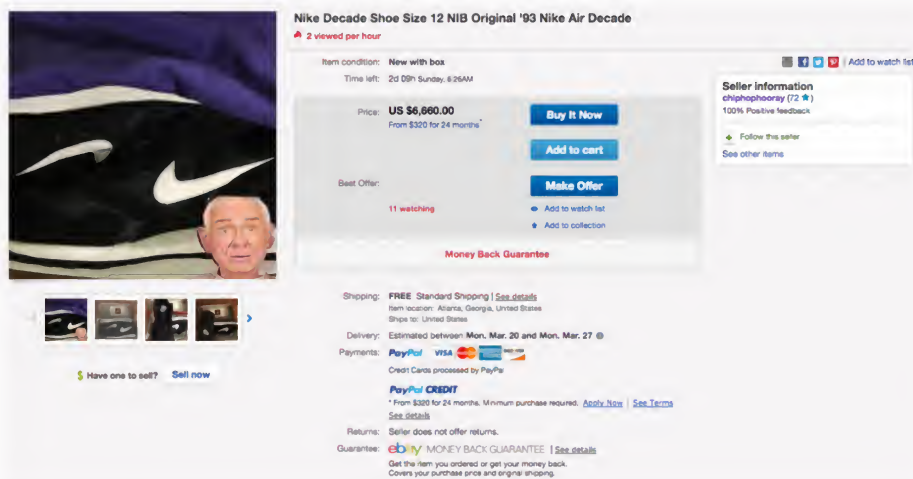 Nike Decade Shoe Size 12 NIB Original '93 Nike Air Decade
2 viewed per hour
Item condition: New with box
Time left: 2d 09h Sunday, 6:26AM
Add to watch list
Seller information
chiphophooray (72 ★)
100% Positive feedback
Follow this seller
See other items
Price: US $6,660.00
From $320 for 24 months*
Buy It Now
Add to cart
Best Offer:
Make Offer
11 watching
Add to watch list
Add to collection
Money Back Guarantee
Have one to sell? Sell now
Shipping: FREE Standard Shipping | See details
Item location: Atlanta, Georgia, United States
Ships to: United States
Delivery: Estimated between Mon. Mar. 20 and Mon. Mar. 27
Payments: PayPal VISA
Credit Cards processed by PayPal
PayPal CREDIT
* From $320 for 24 months. Minimum purchase required. Apply Now | See Terms
See details
Returns: Seller does not offer returns.
Guarantee: ebay MONEY BACK GUARANTEE | See details
Get the item you ordered or get your money back.
Covers your purchase price and original shipping.